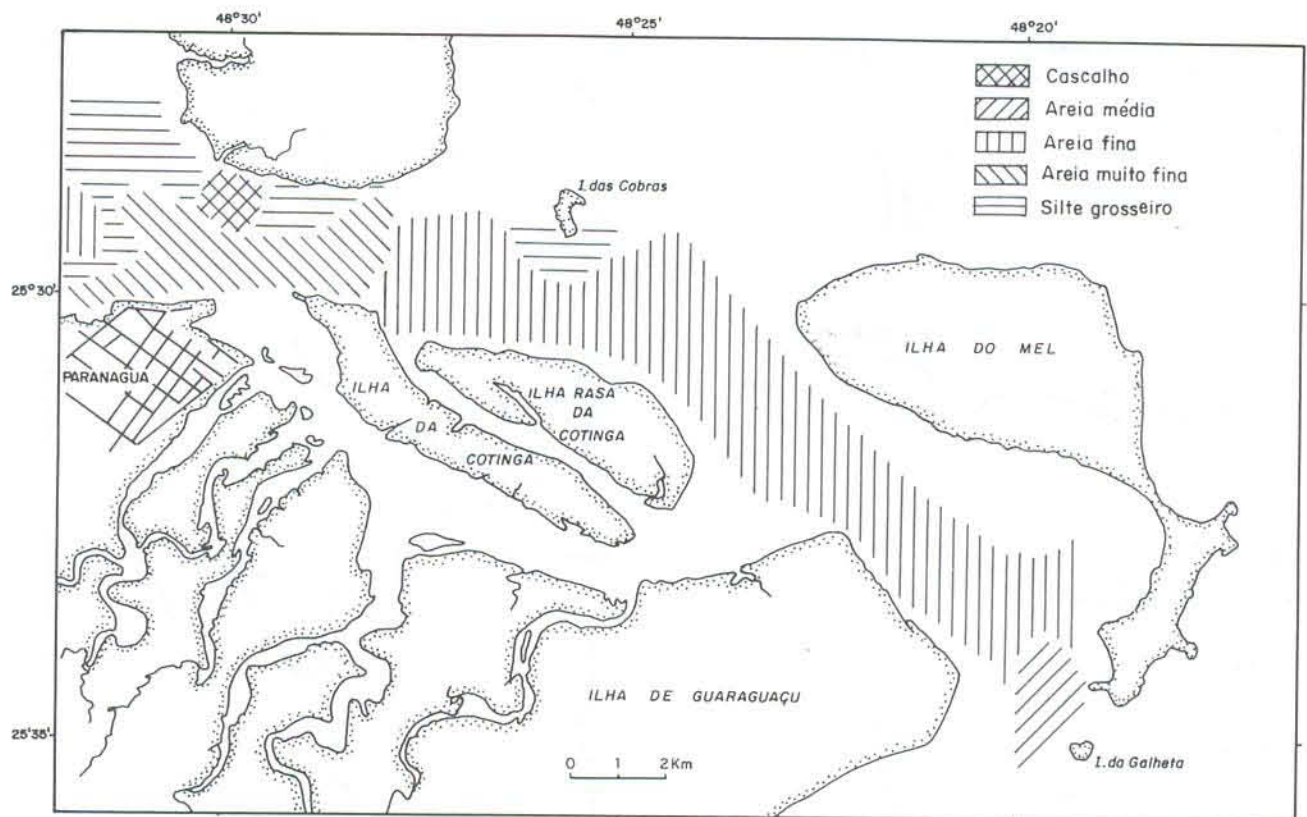 48°30'
48°25'
48°20'
Cascalho
Areia média
Areia fina
Areia muito fina
Silte grosseiro
I. das Cobras
25°30'
ILHA DO MEL
PARANAGUA
ILHA
DA
COTINGA
ILHA RASA
DA
COTINGA
ILHA DE GUARAGUAÇU
25°35'
0 1 2 Km
I. da Galheta